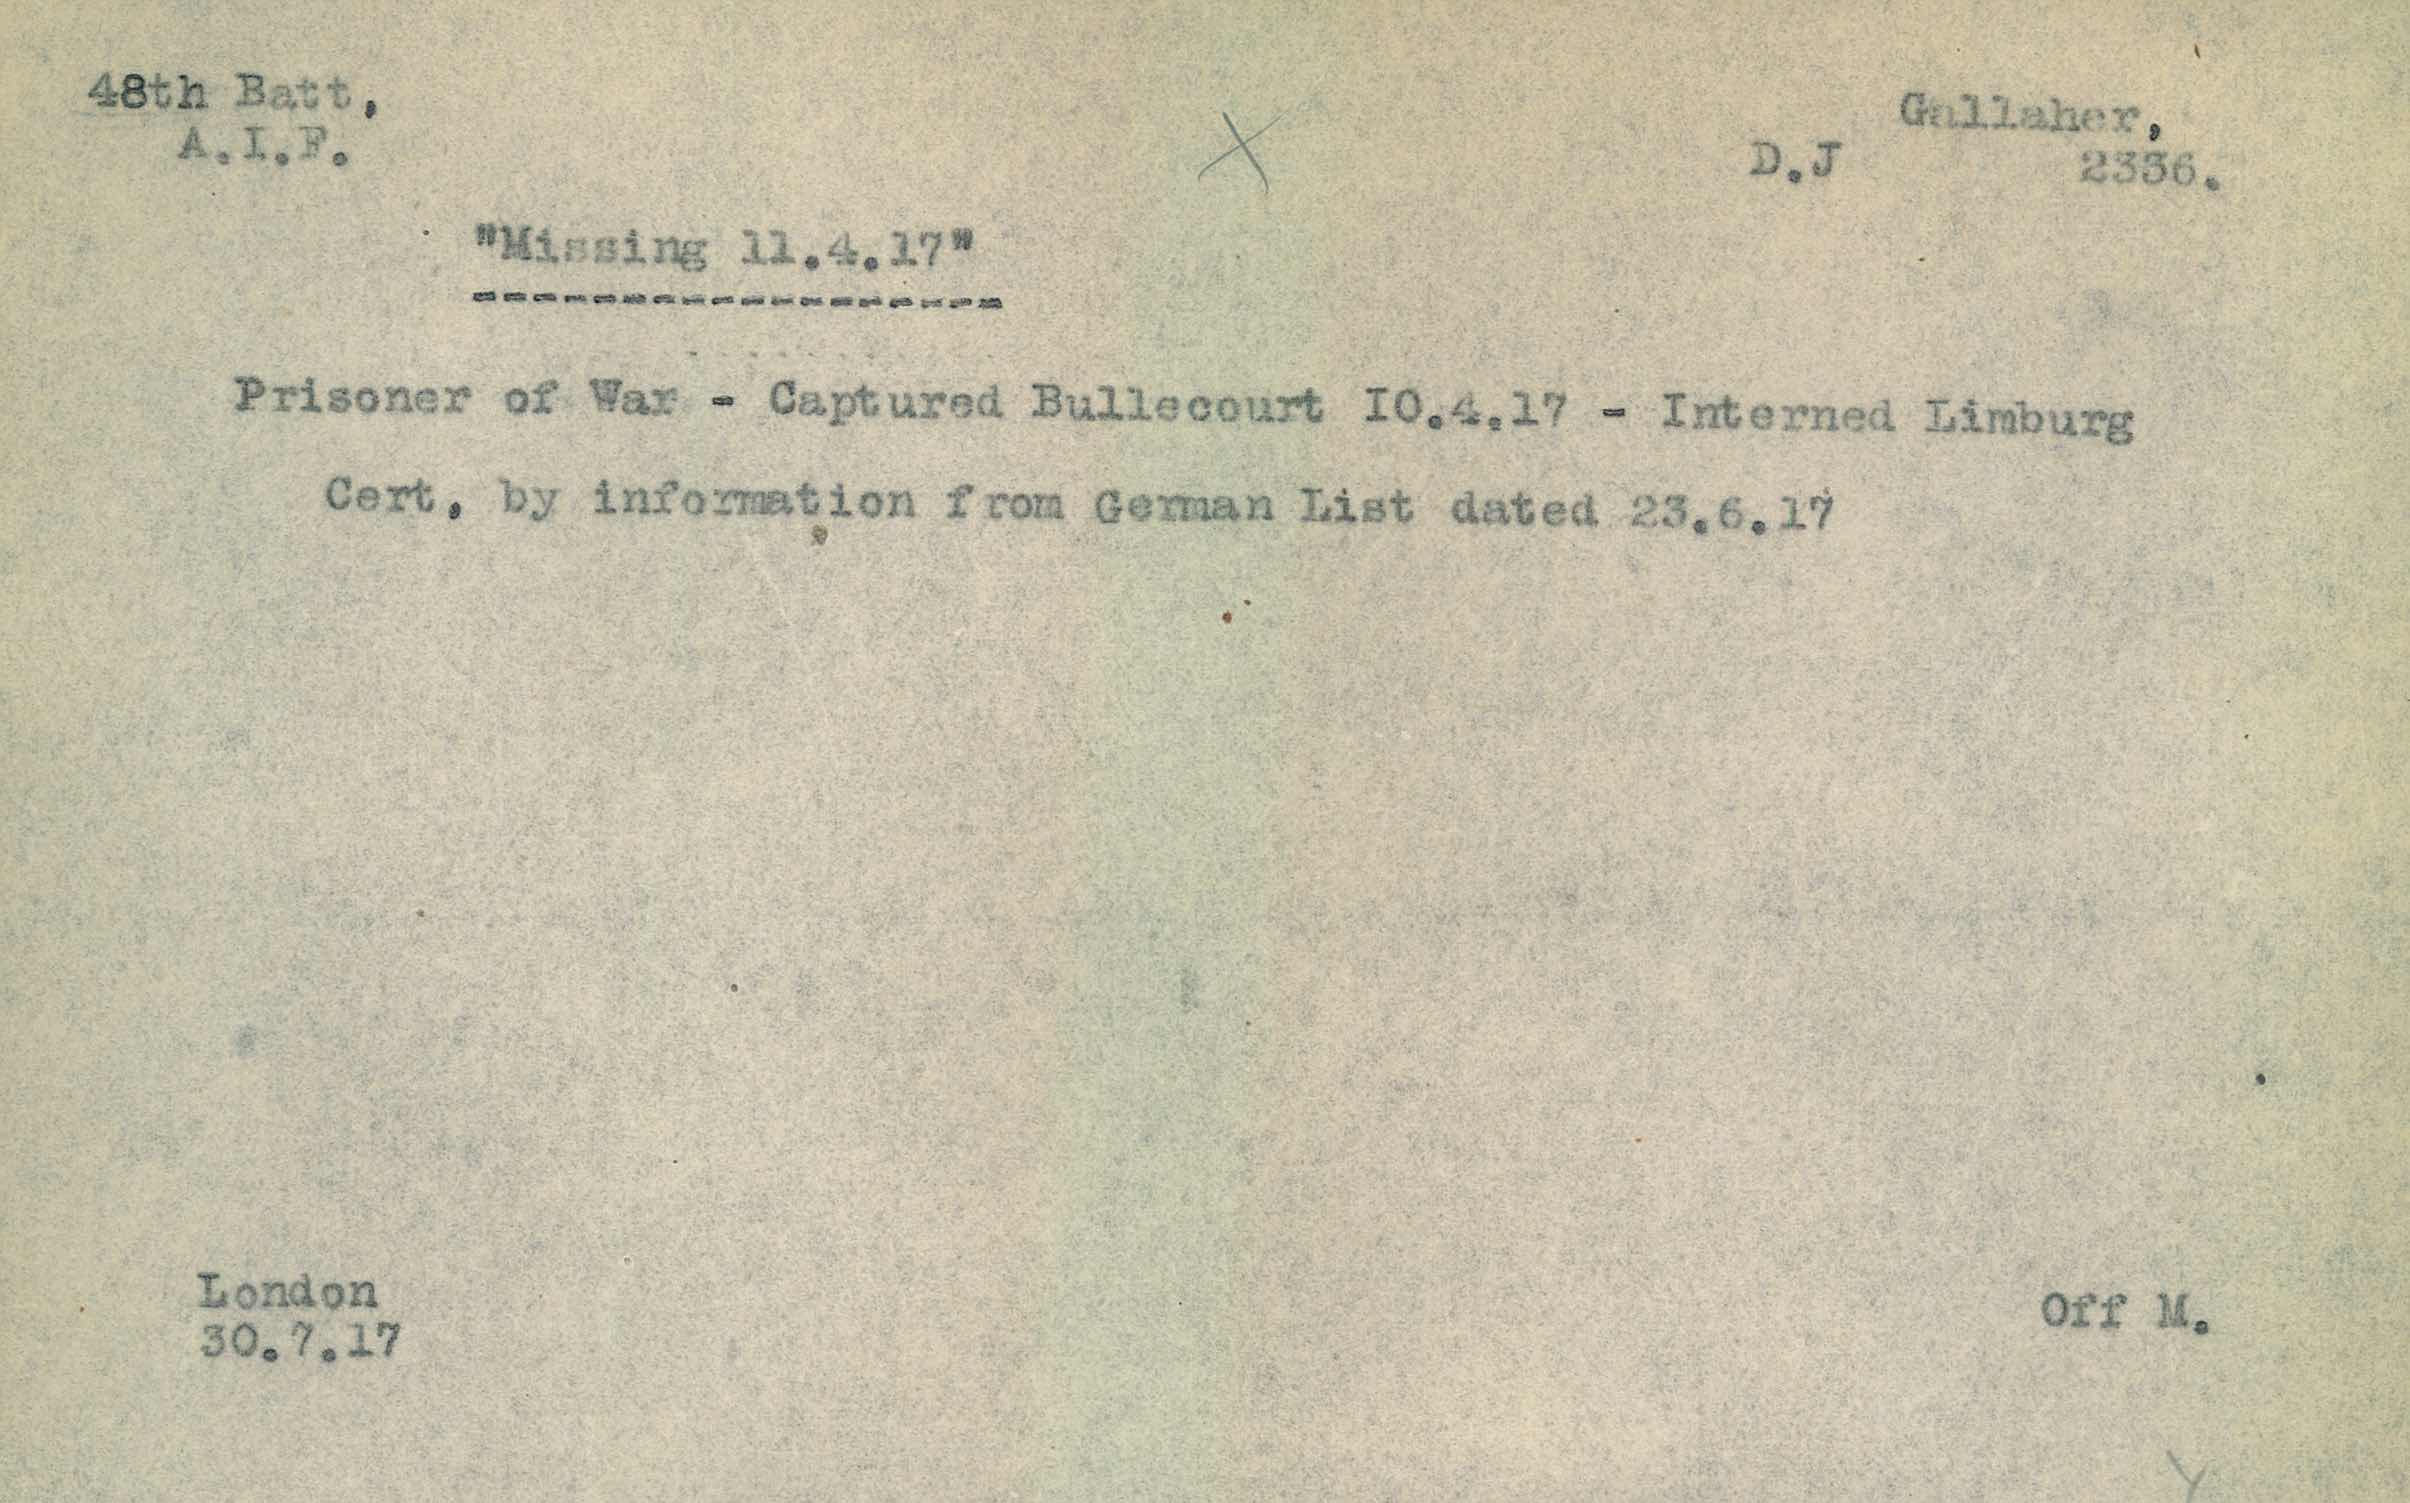 48th Batt,
A.I.F.
Gallaher,
D.J 2336.
"Missing 11.4.17"
------------------
Prisoner of War - Captured Bullecourt IO.4.17 - Interned Limburg
Cert. by information from German List dated 23.6.17
London
30.7.17
Off M.